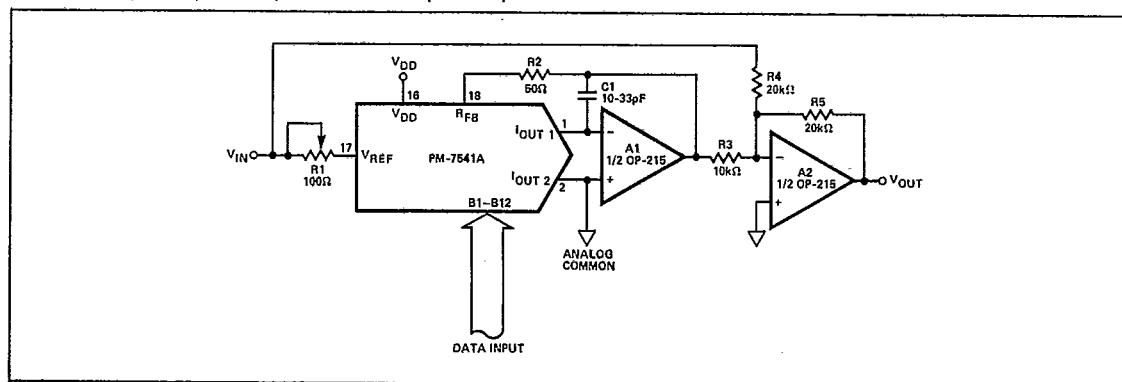 VDD
16
VDD
18
RFB
R2
50Ω
C1
10-33pF
R4
20kΩ
R5
20kΩ
VIN
R1
100Ω
17
VREF
PM-7541A
IOUT 1
1
IOUT 2
2
B1-B12
−
A1
1/2 OP-215
+
R3
10kΩ
−
A2
1/2 OP-215
+
VOUT
ANALOG
COMMON
DATA INPUT